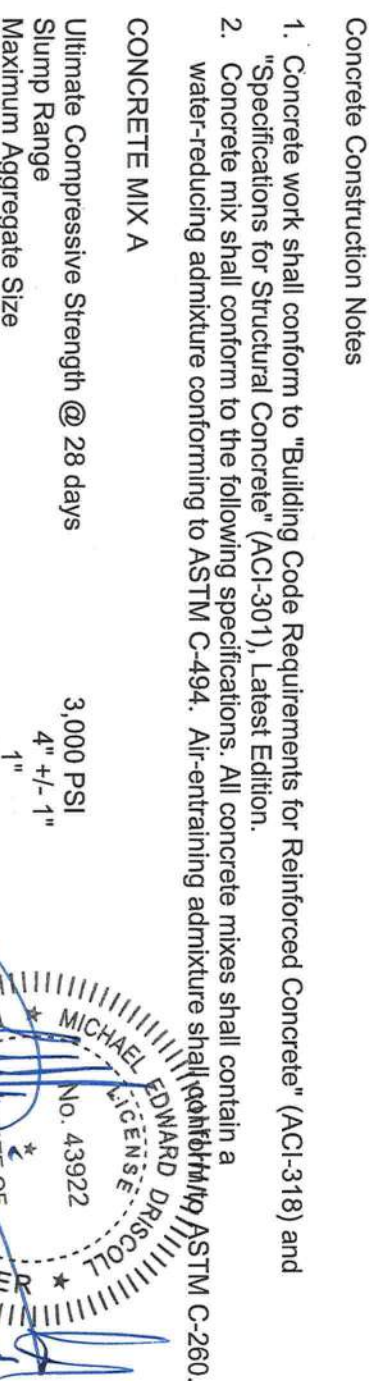 Concrete Construction Notes
1. Concrete work shall conform to "Building Code Requirements for Reinforced Concrete" (ACI-318) and
"Specifications for Structural Concrete" (ACI-301), Latest Edition.
2. Concrete mix shall conform to the following specifications. All concrete mixes shall contain a
water-reducing admixture conforming to ASTM C-494. Air-entraining admixture shall conform to ASTM C-260.
CONCRETE MIX A
Ultimate Compressive Strength @ 28 days 3,000 PSI
Slump Range 4" +/- 1"
Maximum Aggregate Size 1"
MICHAEL EDWARD DRISCOLL
LICENSE
No. 43922